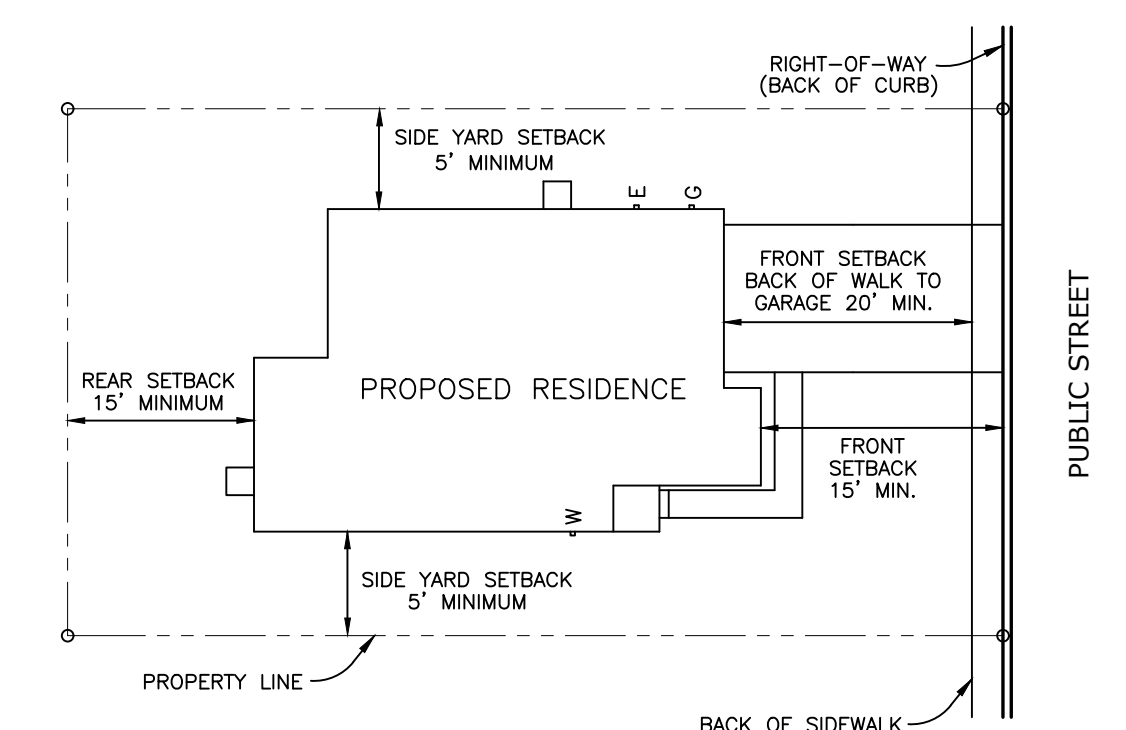 RIGHT-OF-WAY
(BACK OF CURB)
SIDE YARD SETBACK
5' MINIMUM
E
G
FRONT SETBACK
BACK OF WALK TO
GARAGE 20' MIN.
PUBLIC STREET
REAR SETBACK
15' MINIMUM
PROPOSED RESIDENCE
FRONT
SETBACK
15' MIN.
W
SIDE YARD SETBACK
5' MINIMUM
PROPERTY LINE
BACK OF SIDEWALK